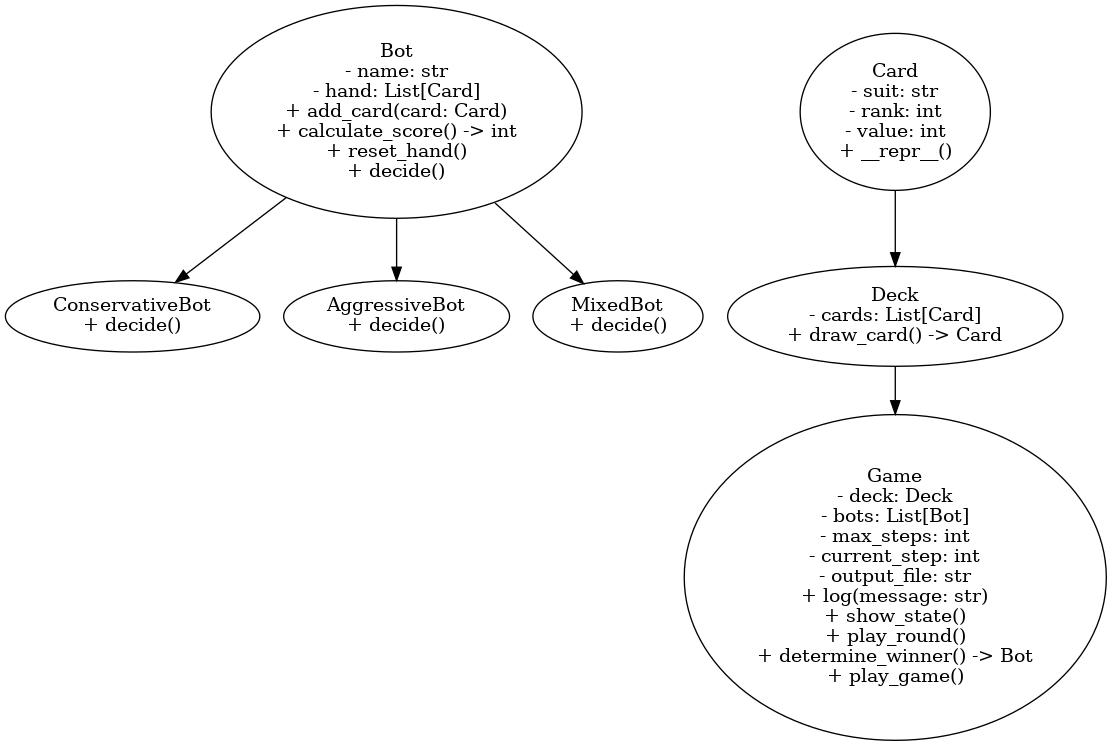 Bot
- name: str
- hand: List[Card]
+ add_card(card: Card)
+ calculate_score() -> int
+ reset_hand()
+ decide()
Card
- suit: str
- rank: int
- value: int
+ __repr__()
ConservativeBot
+ decide()
AggressiveBot
+ decide()
MixedBot
+ decide()
Deck
- cards: List[Card]
+ draw_card() -> Card
Game
- deck: Deck
- bots: List[Bot]
- max_steps: int
- current_step: int
- output_file: str
+ log(message: str)
+ show_state()
+ play_round()
+ determine_winner() -> Bot
+ play_game()